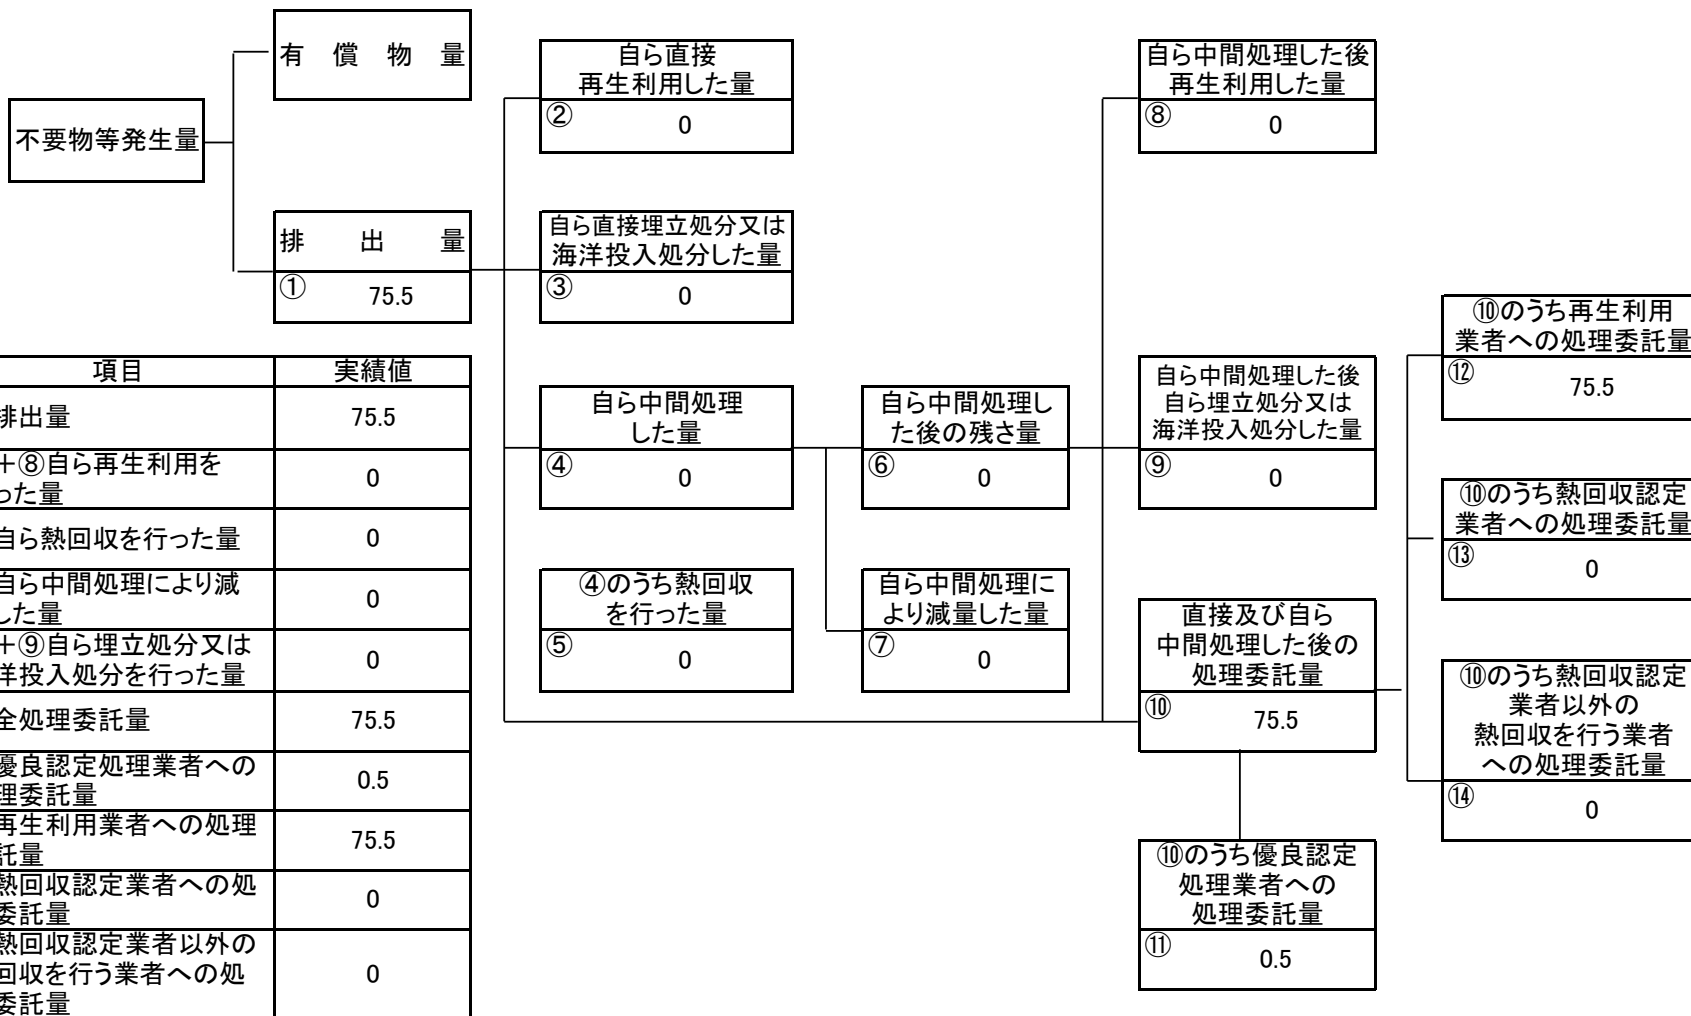 有償物量
不要物等発生量
排出量
①
75.5
自ら直接
再生利用した量
②
0
自ら直接埋立処分又は
海洋投入処分した量
③
0
自ら中間処理
した量
④
0
④のうち熱回収
を行った量
⑤
0
自ら中間処理し
た後の残さ量
⑥
0
自ら中間処理に
より減量した量
⑦
0
自ら中間処理した後
再生利用した量
⑧
0
自ら中間処理した後
自ら埋立処分又は
海洋投入処分した量
⑨
0
直接及び自ら
中間処理した後の
処理委託量
⑩
75.5
⑩のうち優良認定
処理業者への
処理委託量
⑪
0.5
⑩のうち再生利用
業者への処理委託量
⑫
75.5
⑩のうち熱回収認定
業者への処理委託量
⑬
0
⑩のうち熱回収認定
業者以外の
熱回収を行う業者
への処理委託量
⑭
0
項目 実績値
排出量 75.5
+⑧自ら再生利用を
った量
0
自ら熱回収を行った量 0
自ら中間処理により減
した量
0
+⑨自ら埋立処分又は
洋投入処分を行った量
0
全処理委託量 75.5
優良認定処理業者への
理委託量
0.5
再生利用業者への処理
託量
75.5
熱回収認定業者への処
委託量
0
熱回収認定業者以外の
回収を行う業者への処
委託量
0